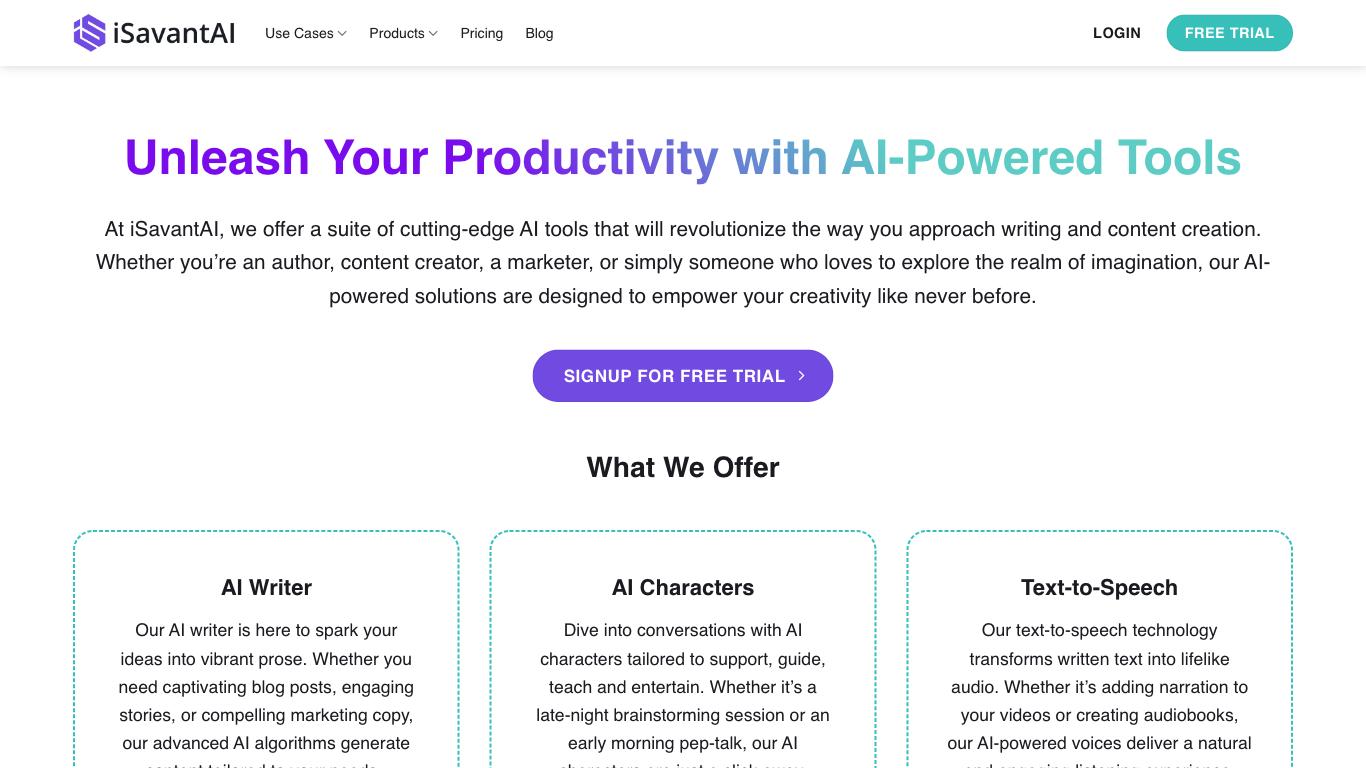 iSavantAI
Use Cases
Products
Pricing
Blog
LOGIN
FREE TRIAL
Unleash Your Productivity with AI-Powered Tools
At iSavantAI, we offer a suite of cutting-edge AI tools that will revolutionize the way you approach writing and content creation.
Whether you’re an author, content creator, a marketer, or simply someone who loves to explore the realm of imagination, our AI-
powered solutions are designed to empower your creativity like never before.
SIGNUP FOR FREE TRIAL
What We Offer
AI Writer
Our AI writer is here to spark your
ideas into vibrant prose. Whether you
need captivating blog posts, engaging
stories, or compelling marketing copy,
our advanced AI algorithms generate
AI Characters
Dive into conversations with AI
characters tailored to support, guide,
teach and entertain. Whether it’s a
late-night brainstorming session or an
early morning pep-talk, our AI
Text-to-Speech
Our text-to-speech technology
transforms written text into lifelike
audio. Whether it’s adding narration to
your videos or creating audiobooks,
our AI-powered voices deliver a natural